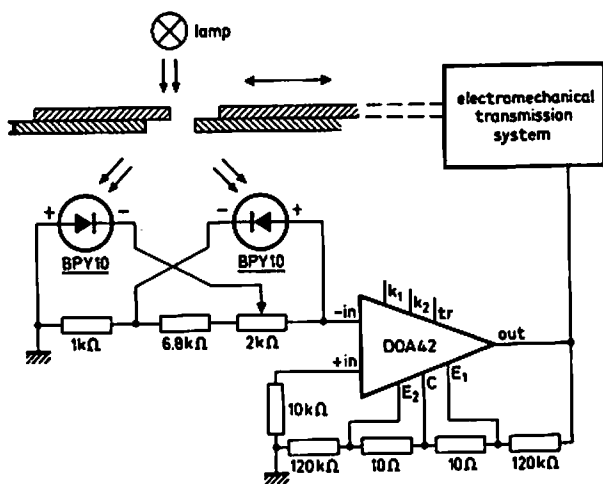 lamp
electromechanical
transmission
system
+ - - +
BPY10
BPY10
1kΩ
6.8kΩ
2kΩ
-in
k1
k2
tr
DOA42
out
+in
E2
C
E1
10kΩ
120kΩ
10Ω
10Ω
120kΩ